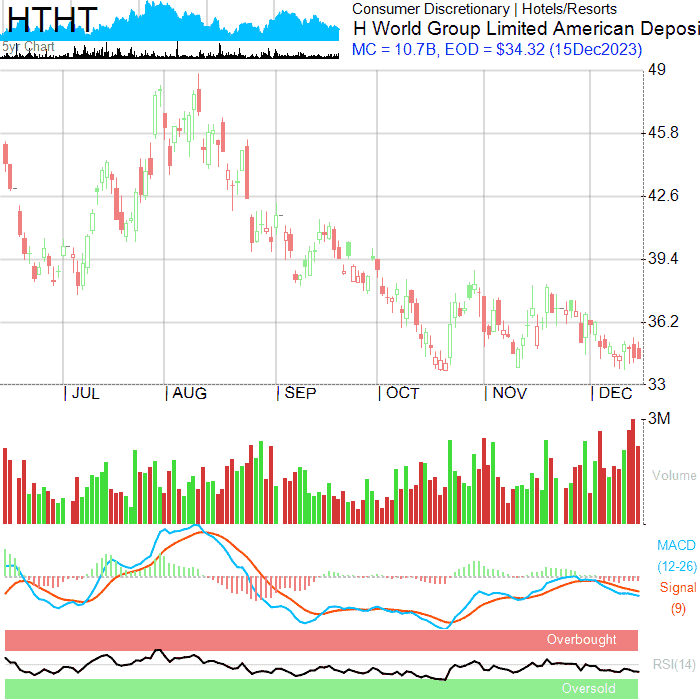 HTHT
5yr Chart
Consumer Discretionary | Hotels/Resorts
H World Group Limited American Deposi
MC = 10.7B, EOD = $34.32 (15Dec2023)
49
45.8
42.6
39.4
36.2
33
JUL AUG SEP OCT NOV DEC
3M
Volume
MACD
(12-26)
Signal
(9)
Overbought
RSI(14)
Oversold